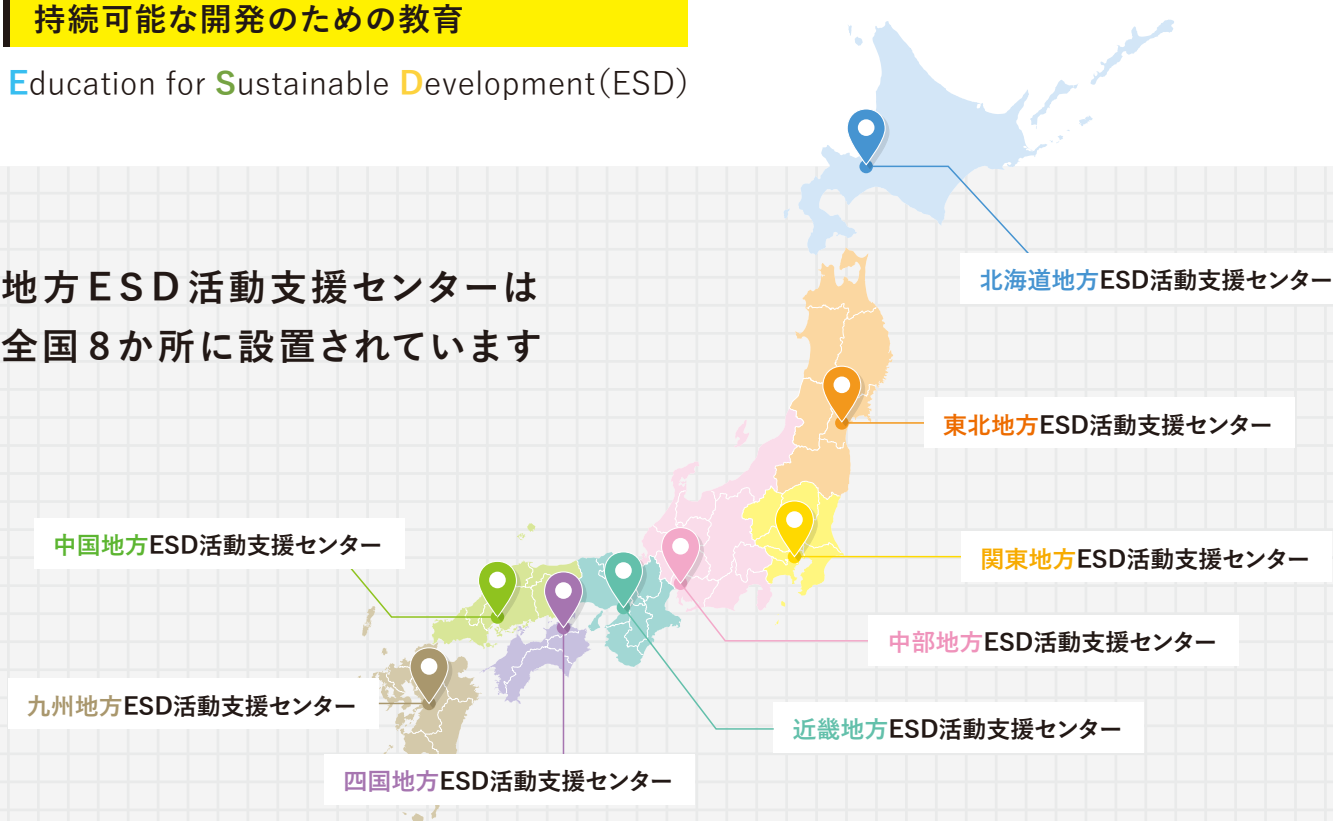 持続可能な開発のための教育
Education for Sustainable Development(ESD)
地方ESD活動支援センターは
全国8か所に設置されています
北海道地方ESD活動支援センター
東北地方ESD活動支援センター
中国地方ESD活動支援センター
関東地方ESD活動支援センター
中部地方ESD活動支援センター
九州地方ESD活動支援センター
近畿地方ESD活動支援センター
四国地方ESD活動支援センター